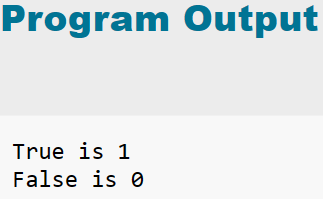 Program Output
True is 1
False is 0